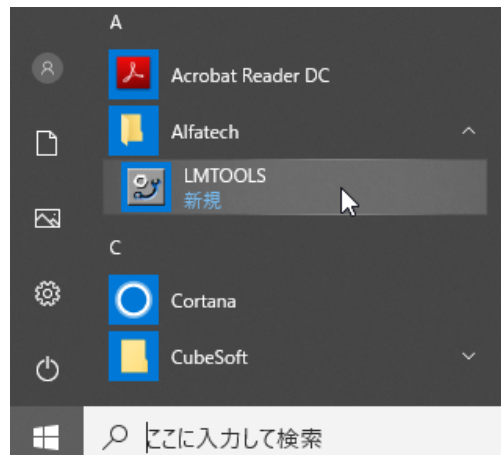 A
Acrobat Reader DC
Alfatech
LMTOOLS
新規
C
Cortana
CubeSoft
ここに入力して検索